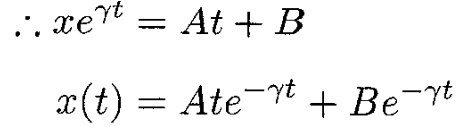 ∴ xe^{γt} = At + B
x(t) = Ate^{-γt} + Be^{-γt}